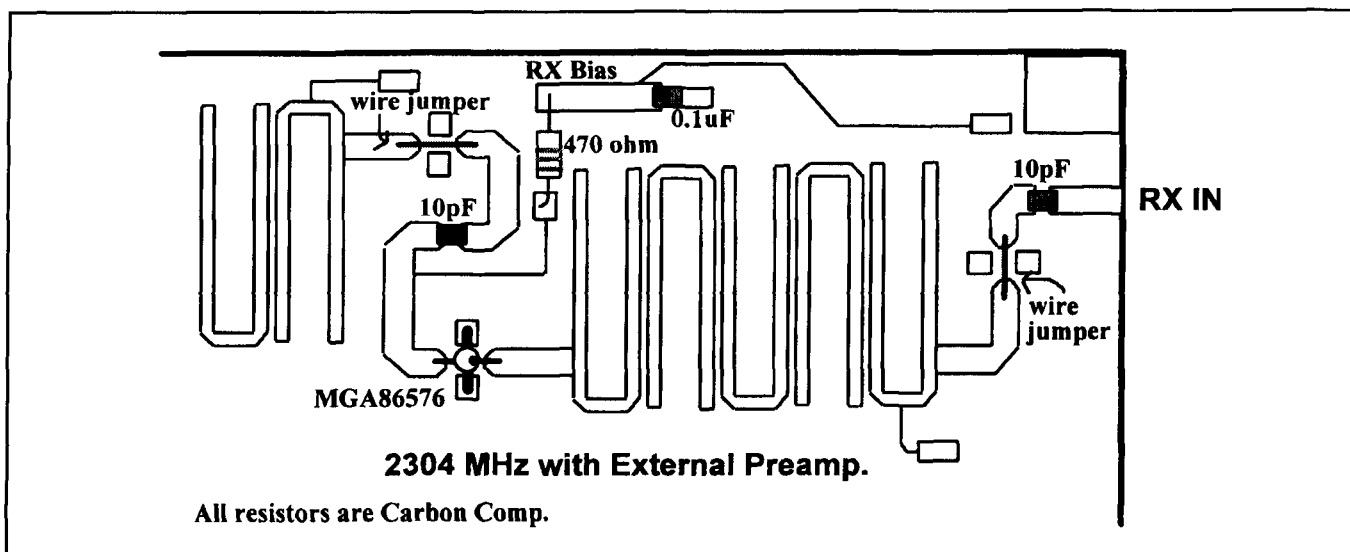 RX Bias
wire jumper
0.1uF
470 ohm
10pF
10pF
RX IN
wire
jumper
MGA86576
2304 MHz with External Preamp.
All resistors are Carbon Comp.